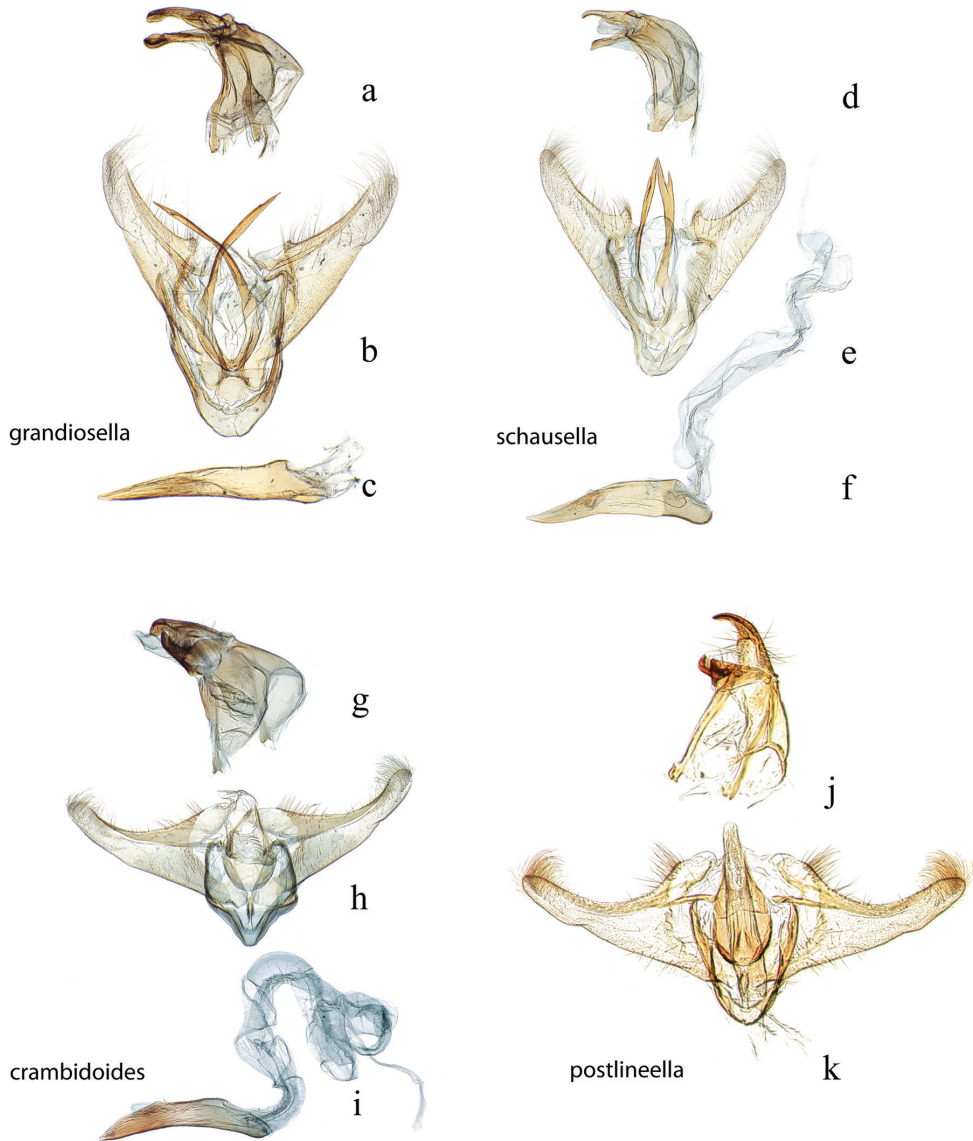 a
d
b
e
grandiosella
schausella
c
f
g
j
h
k
crambidoides
postlineella
i